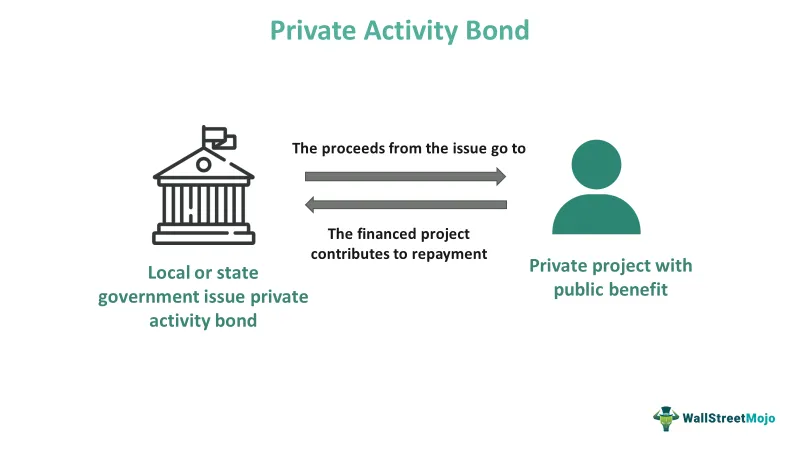 Private Activity Bond
The proceeds from the issue go to
The financed project
contributes to repayment
Local or state
government issue private
activity bond
Private project with
public benefit
WallStreetMojo